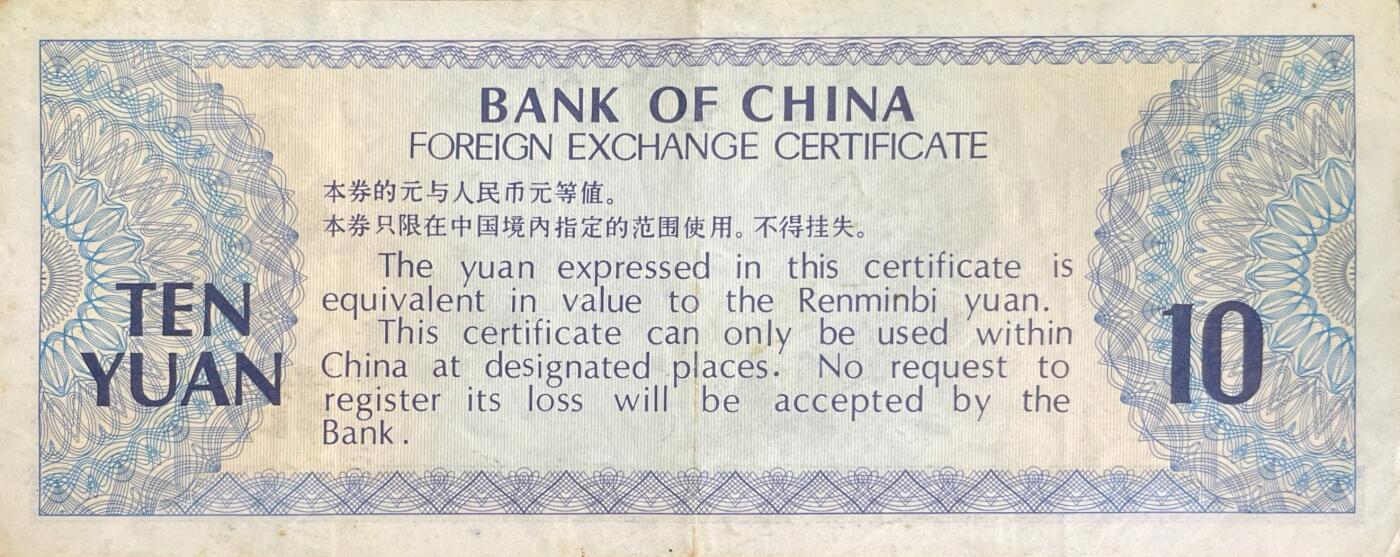 BANK OF CHINA
FOREIGN EXCHANGE CERTIFICATE
本券的元与人民币元等值。
本券只限在中国境内指定的范围使用。不得挂失。
The yuan expressed in this certificate is
equivalent in value to the Renminbi yuan.
This certificate can only be used within
China at designated places. No request to
register its loss will be accepted by the
Bank.
TEN
YUAN
10